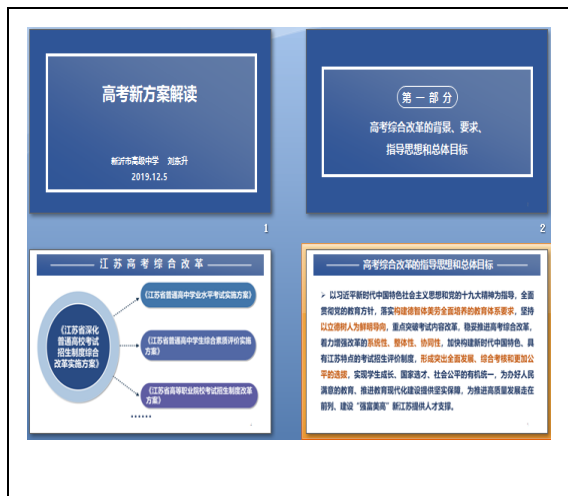 高考新方案解读
新沂市高级中学 刘东升
2019.12.5
1
第一部分
高考综合改革的背景、要求、
指导思想和总体目标
2
江苏高考综合改革
《江苏省深化
普通高校考试
招生制度综合
改革实施方案》
《江苏省普通高中学业水平考试实施方案》
《江苏省普通高中学生综合素质评价实施
方案》
《江苏省高等职业院校考试招生制度改革
方案》
……
高考综合改革的指导思想和总体目标
➢ 以习近平新时代中国特色社会主义思想和党的十九大精神为指导，全面
贯彻党的教育方针，落实构建德智体美劳全面培养的教育体系要求，坚持
以立德树人为鲜明导向，重点突破考试内容改革，稳妥推进高考综合改革，
着力增强改革的系统性、整体性、协同性，加快构建新时代中国特色、具
有江苏特点的考试招生评价制度，形成突出全面发展、综合考核和更加公
平的选拔，实现学生成长、国家选才、社会公平的有机统一，为办好人民
满意的教育、推进教育现代化建设提供坚实保障，为推进高质量发展走在
前列、建设“强富美高”新江苏提供人才支撑。